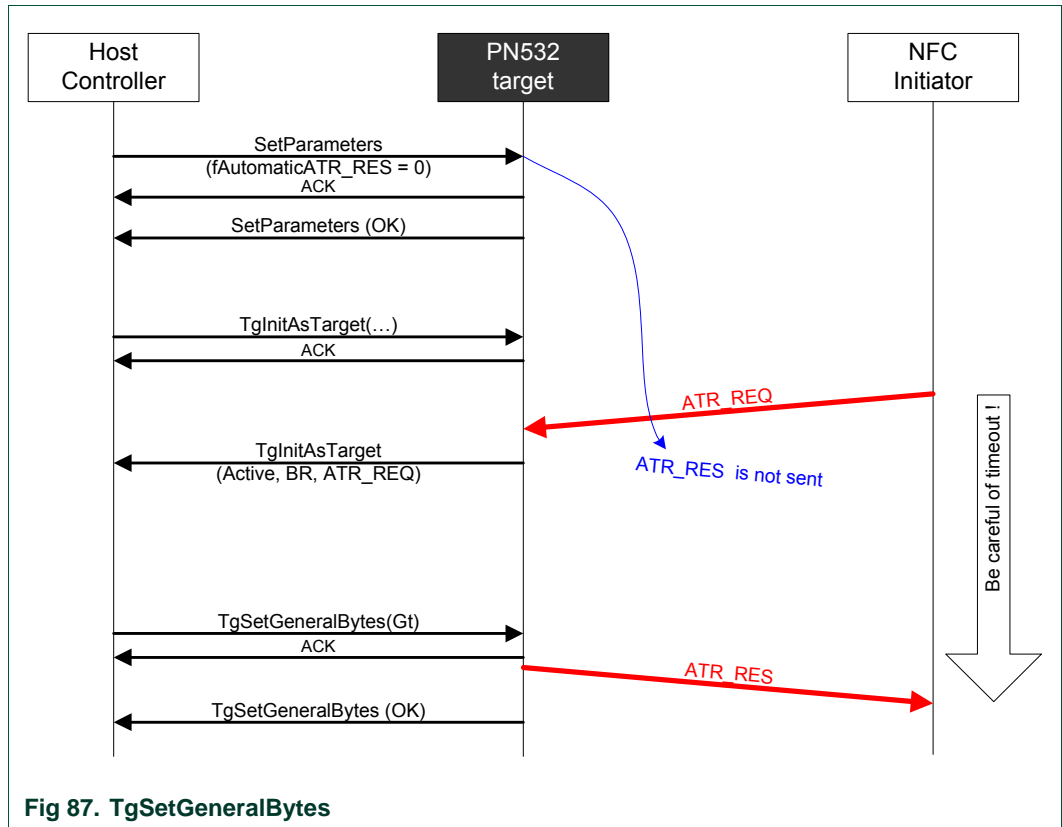 Host
Controller
PN532
target
NFC
Initiator
SetParameters
(fAutomaticATR_RES = 0)
ACK
SetParameters (OK)
TgInitAsTarget(…)
ACK
ATR_REQ
TgInitAsTarget
(Active, BR, ATR_REQ)
ATR_RES is not sent
Be careful of timeout !
TgSetGeneralBytes(Gt)
ACK
ATR_RES
TgSetGeneralBytes (OK)
Fig 87. TgSetGeneralBytes